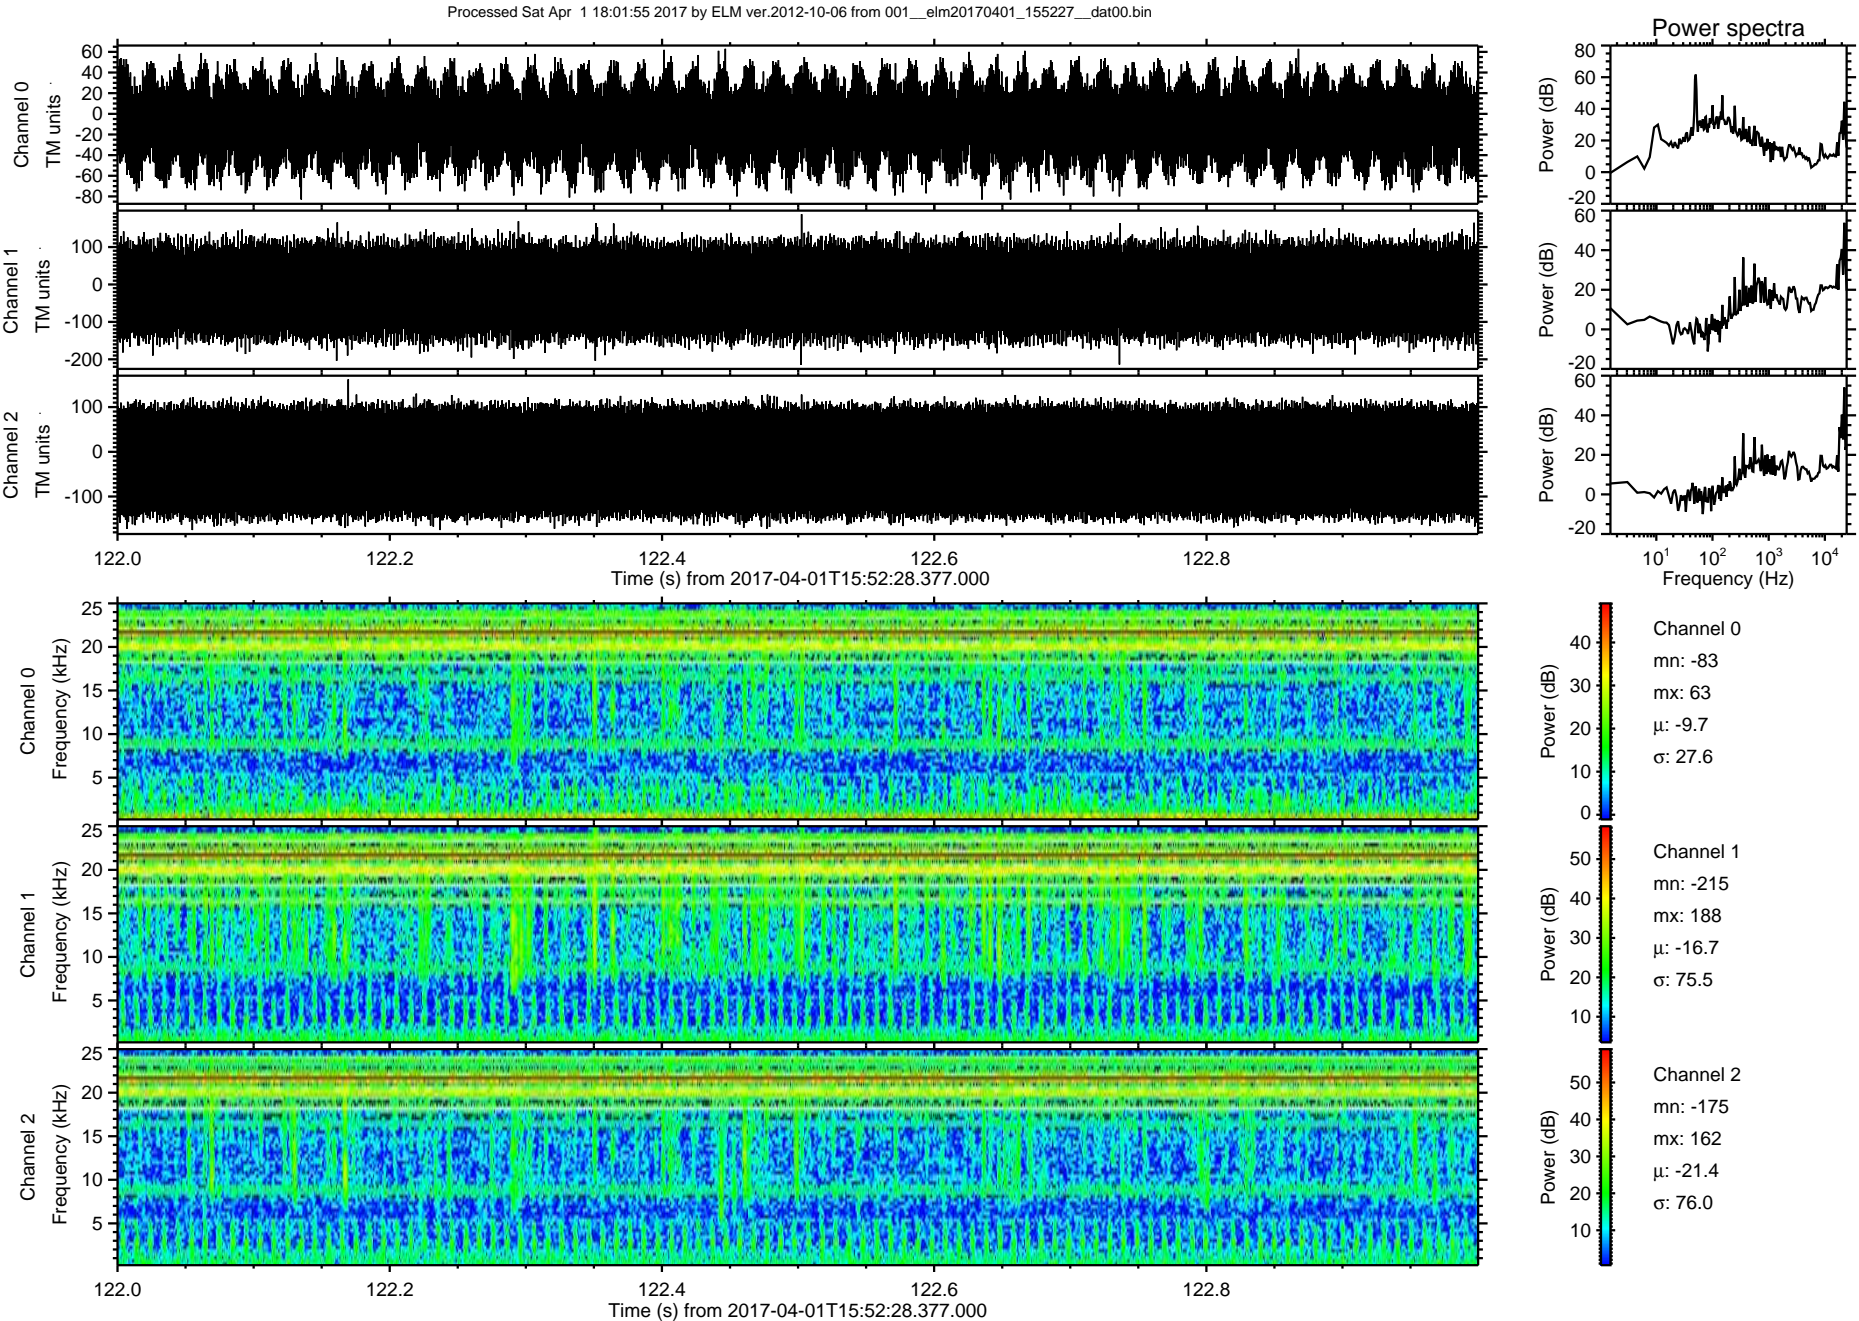 Processed Sat Apr  1 18:01:55 2017 by ELM ver.2012-10-06 from 001__elm20170401_155227__dat00.bin
Power spectra
Channel 0
TM units
60
40
20
0
-20
-40
-60
-80
Power (dB)
80
60
40
20
0
-20
Channel 1
TM units
100
0
-100
-200
Power (dB)
60
40
20
0
-20
Channel 2
TM units
100
0
-100
Power (dB)
60
40
20
0
-20
122.0 122.2 122.4 122.6 122.8
Time (s) from 2017-04-01T15:52:28.377.000
10^1 10^2 10^3 10^4
Frequency (Hz)
Channel 0
Frequency (kHz)
25
20
15
10
5
Power (dB)
40
30
20
10
0
Channel 0
mn: -83
mx: 63
μ: -9.7
σ: 27.6
Channel 1
Frequency (kHz)
25
20
15
10
5
Power (dB)
50
40
30
20
10
Channel 1
mn: -215
mx: 188
μ: -16.7
σ: 75.5
Channel 2
Frequency (kHz)
25
20
15
10
5
Power (dB)
50
40
30
20
10
Channel 2
mn: -175
mx: 162
μ: -21.4
σ: 76.0
122.0 122.2 122.4 122.6 122.8
Time (s) from 2017-04-01T15:52:28.377.000